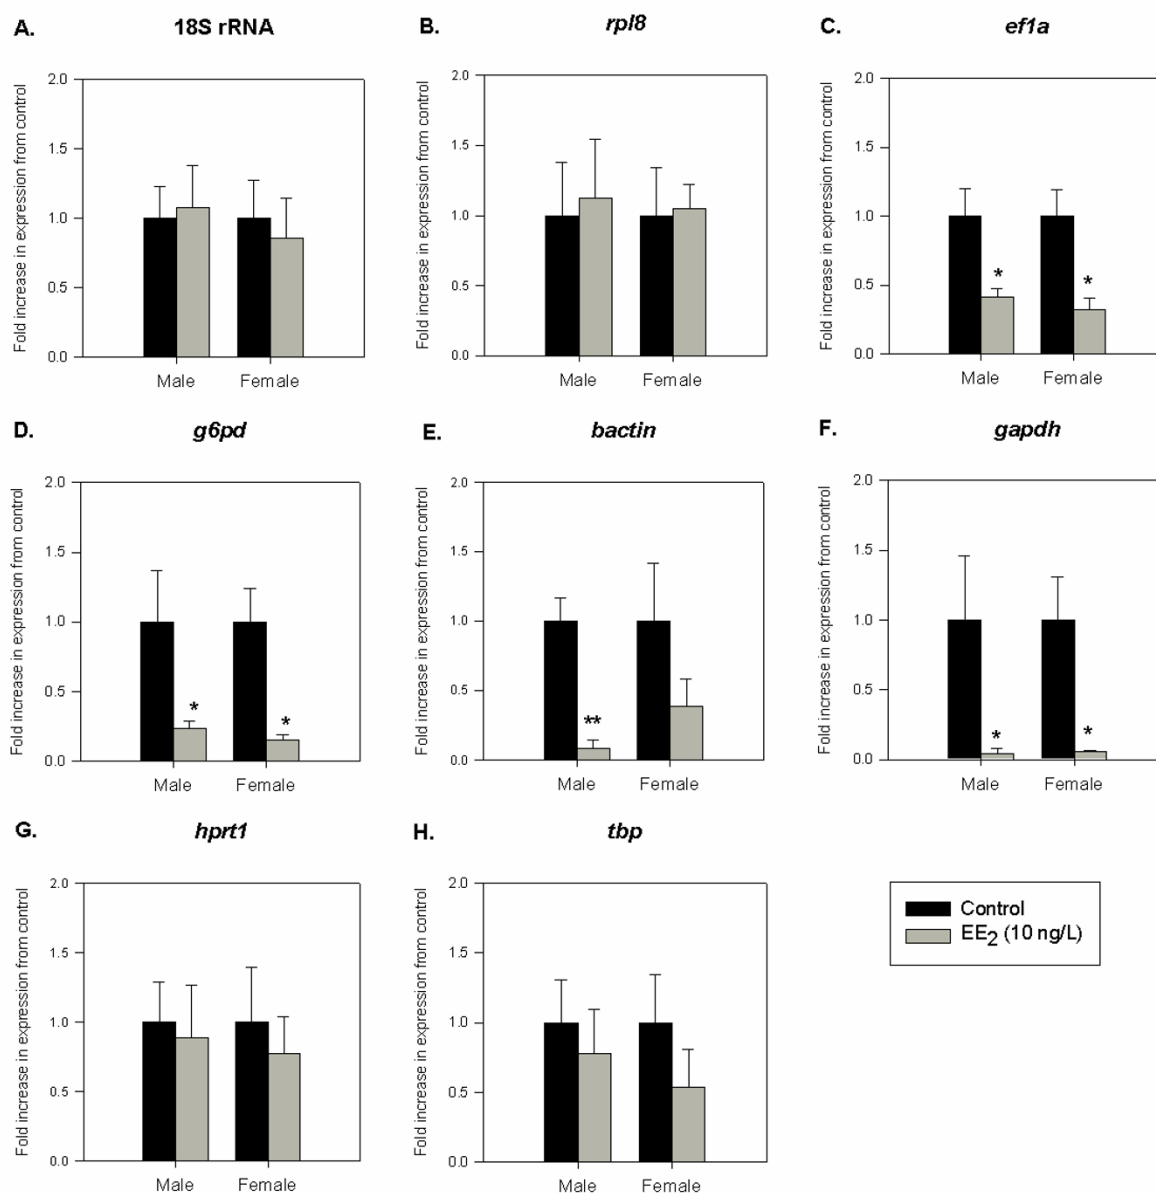 A. 18S rRNA
Fold increase in expression from control
2.0
1.5
1.0
0.5
0.0
Male Female
B. rpl8
Fold increase in expression from control
2.0
1.5
1.0
0.5
0.0
Male Female
C. ef1a
Fold increase in expression from control
2.0
1.5
1.0
0.5
0.0
* *
Male Female
D. g6pd
Fold increase in expression from control
2.0
1.5
1.0
0.5
0.0
* *
Male Female
E. bactin
Fold increase in expression from control
2.0
1.5
1.0
0.5
0.0
**
Male Female
F. gapdh
Fold increase in expression from control
2.0
1.5
1.0
0.5
0.0
* *
Male Female
G. hprt1
Fold increase in expression from control
2.0
1.5
1.0
0.5
0.0
Male Female
H. tbp
Fold increase in expression from control
2.0
1.5
1.0
0.5
0.0
Male Female
Control
EE2 (10 ng/L)